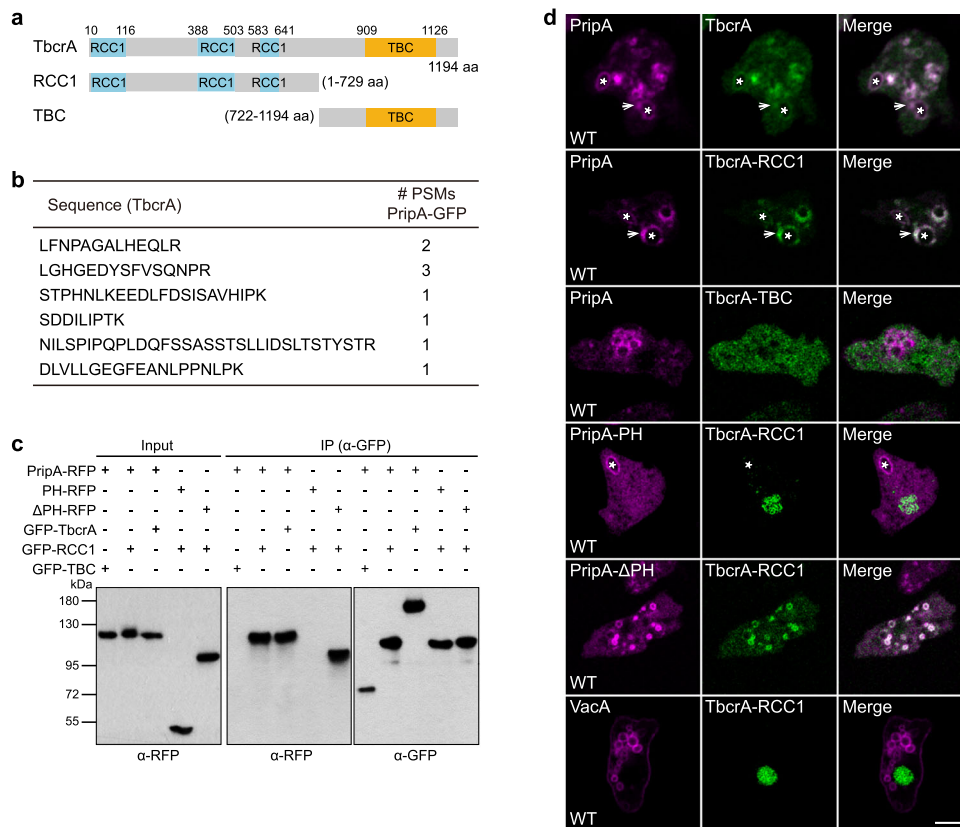 a
10 116 388 503 583 641 909 1126
TbcrA RCC1 RCC1 RCC1 TBC
1194 aa
RCC1 RCC1 RCC1 RCC1 (1-729 aa)
TBC (722-1194 aa) TBC
b
Sequence (TbcrA) # PSMs PripA-GFP
LFNPAGALHEQLR 2
LGHGEDYSFVSQNPR 3
STPHNLKEEDLFDSISAVHIPK 1
SDDILIPTK 1
NILSPIPQPLDQFSSASSTSLLIDSLTSTYSTR 1
DLVLLGEGFEANLPPNLPK 1
c
Input IP (α-GFP)
PripA-RFP + + + - - + + + - - + + + - -
PH-RFP - - - + - - - - + - - - - + -
ΔPH-RFP - - - - + - - - - + - - - - +
GFP-TbcrA - - + - - - - + - - - - + - -
GFP-RCC1 - + - + + - + - + + - + - + +
GFP-TBC + - - - - + - - - - + - - - -
kDa
180
130
95
72
55
α-RFP α-RFP α-GFP
d
PripA TbcrA Merge
WT
PripA TbcrA-RCC1 Merge
WT
PripA TbcrA-TBC Merge
WT
PripA-PH TbcrA-RCC1 Merge
WT
PripA-ΔPH TbcrA-RCC1 Merge
WT
VacA TbcrA-RCC1 Merge
WT